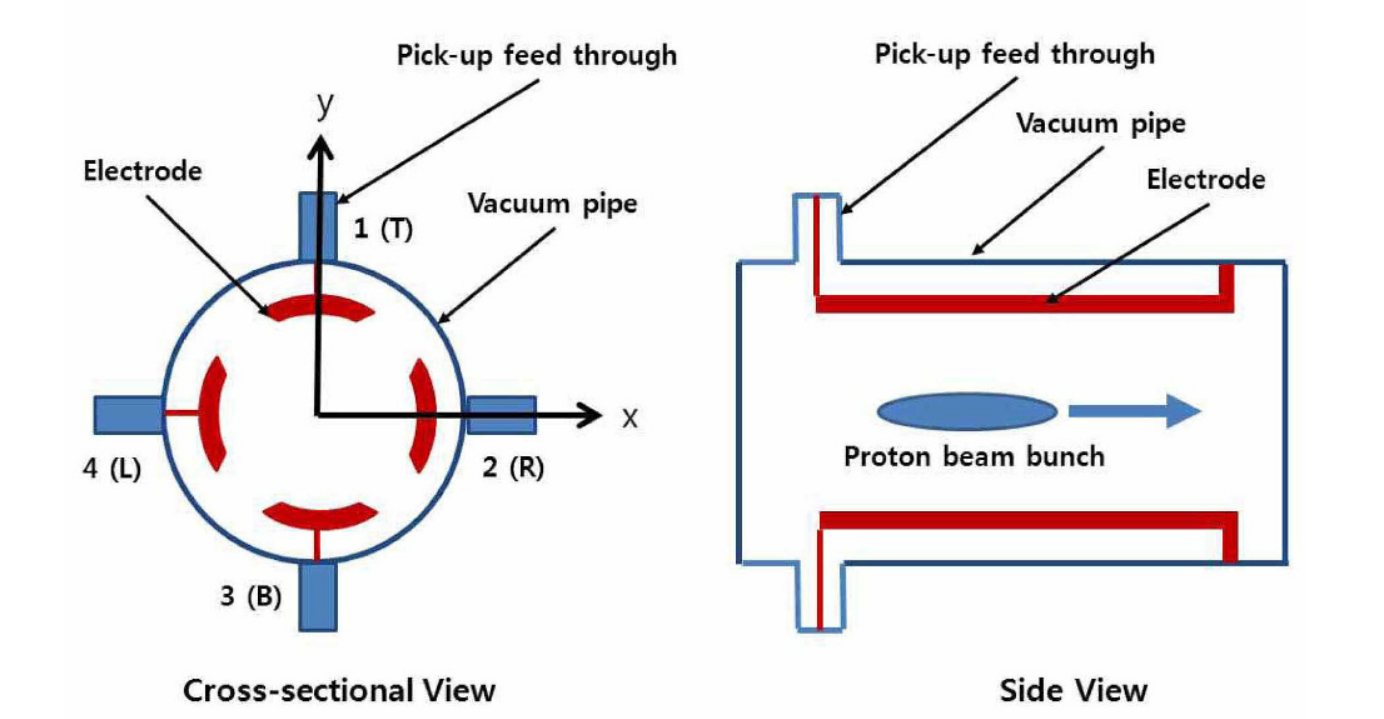 Pick-up feed through
y
Electrode
Vacuum pipe
1 (T)
x
4 (L)
2 (R)
3 (B)
Cross-sectional View
Pick-up feed through
Vacuum pipe
Electrode
Proton beam bunch
Side View